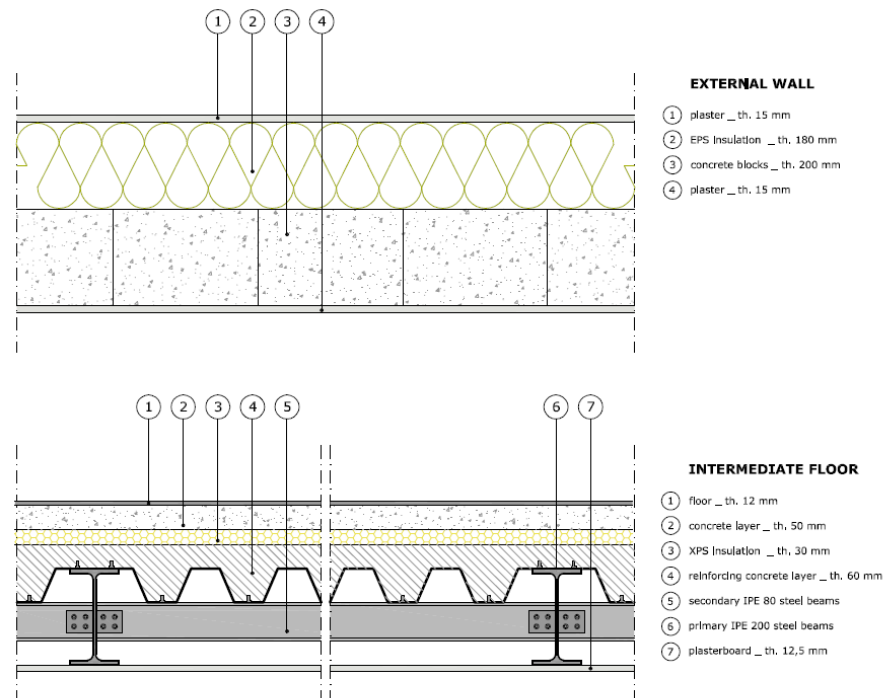 1 2 3 4
EXTERNAL WALL
1 plaster _ th. 15 mm
2 EPS Insulation _ th. 180 mm
3 concrete blocks _ th. 200 mm
4 plaster _ th. 15 mm
1 2 3 4 5 6 7
INTERMEDIATE FLOOR
1 floor _ th. 12 mm
2 concrete layer _ th. 50 mm
3 XPS Insulation _ th. 30 mm
4 reinforcing concrete layer _ th. 60 mm
5 secondary IPE 80 steel beams
6 primary IPE 200 steel beams
7 plasterboard _ th. 12,5 mm